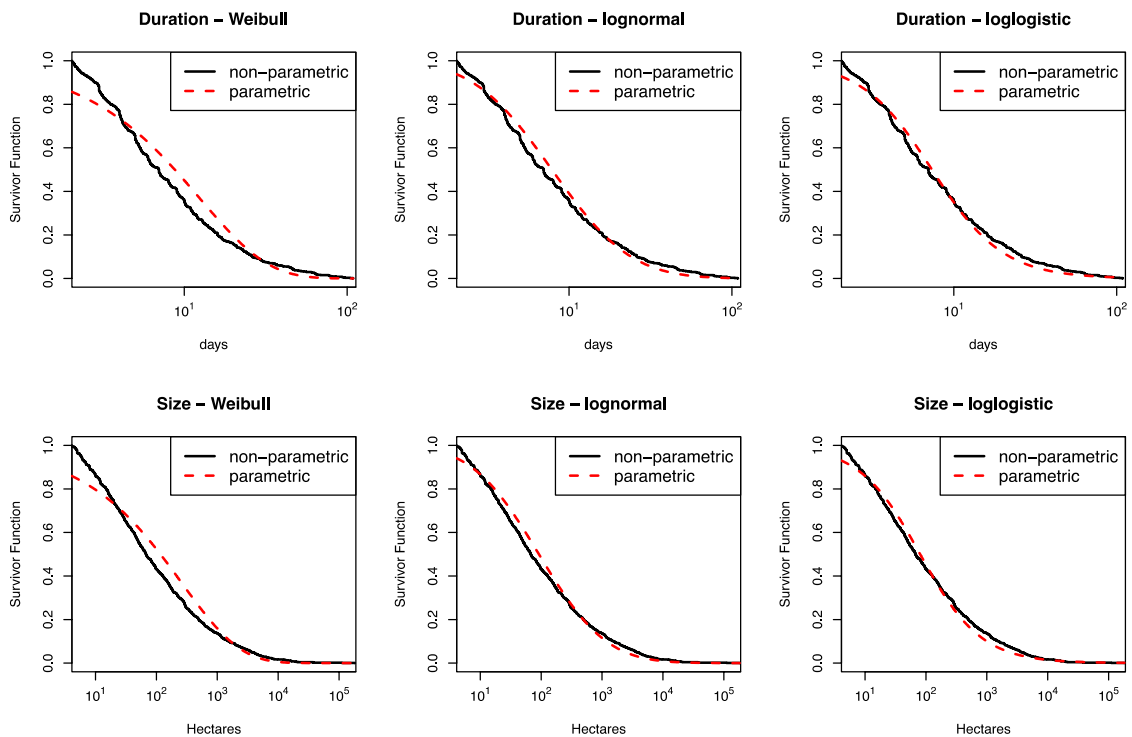 Duration – Weibull
Survivor Function
0.0 0.2 0.4 0.6 0.8 1.0
non−parametric
parametric
10^1 10^2
days
Duration – lognormal
Survivor Function
0.0 0.2 0.4 0.6 0.8 1.0
non−parametric
parametric
10^1 10^2
days
Duration – loglogistic
Survivor Function
0.0 0.2 0.4 0.6 0.8 1.0
non−parametric
parametric
10^1 10^2
days
Size – Weibull
Survivor Function
0.0 0.2 0.4 0.6 0.8 1.0
non−parametric
parametric
10^1 10^2 10^3 10^4 10^5
Hectares
Size – lognormal
Survivor Function
0.0 0.2 0.4 0.6 0.8 1.0
non−parametric
parametric
10^1 10^2 10^3 10^4 10^5
Hectares
Size – loglogistic
Survivor Function
0.0 0.2 0.4 0.6 0.8 1.0
non−parametric
parametric
10^1 10^2 10^3 10^4 10^5
Hectares